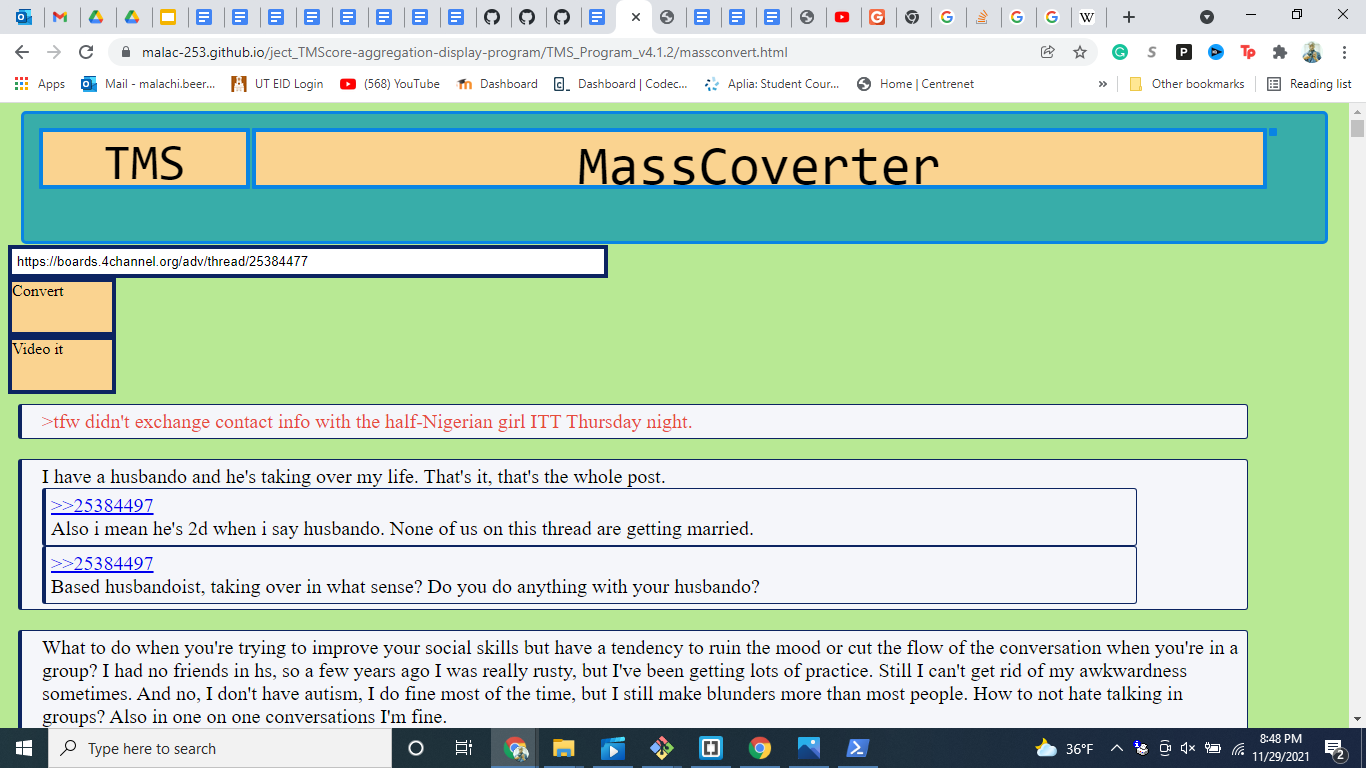 malac-253.github.io/ject_TMScore-aggregation-display-program/TMS_Program_v4.1.2/massconvert.html
Apps
Mail - malachi.beer...
UT EID Login
(568) YouTube
Dashboard
Dashboard | Codec...
Aplia: Student Cour...
Home | Centrenet
»
Other bookmarks
Reading list
TMS
MassCoverter
https://boards.4channel.org/adv/thread/25384477
Convert
Video it
>tfw didn't exchange contact info with the half-Nigerian girl ITT Thursday night.
I have a husbando and he's taking over my life. That's it, that's the whole post.
>>25384497
Also i mean he's 2d when i say husbando. None of us on this thread are getting married.
>>25384497
Based husbandoist, taking over in what sense? Do you do anything with your husbando?
What to do when you're trying to improve your social skills but have a tendency to ruin the mood or cut the flow of the conversation when you're in a
group? I had no friends in hs, so a few years ago I was really rusty, but I've been getting lots of practice. Still I can't get rid of my awkwardness
sometimes. And no, I don't have autism, I do fine most of the time, but I still make blunders more than most people. How to not hate talking in
groups? Also in one on one conversations I'm fine.
Type here to search
36°F
8:48 PM
11/29/2021
2